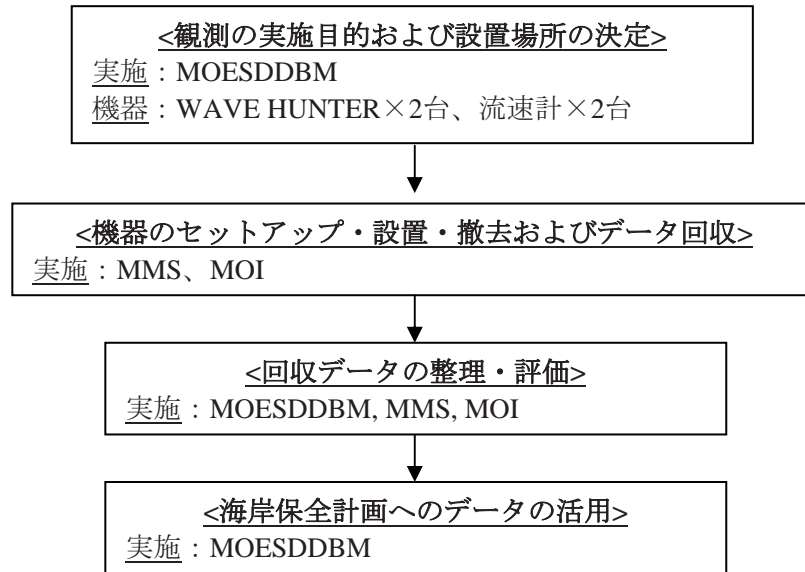 <観測の実施目的および設置場所の決定>
実施：MOESDDBM
機器：WAVE HUNTER×2台、流速計×2台
<機器のセットアップ・設置・撤去およびデータ回収>
実施：MMS、MOI
<回収データの整理・評価>
実施：MOESDDBM, MMS, MOI
<海岸保全計画へのデータの活用>
実施：MOESDDBM